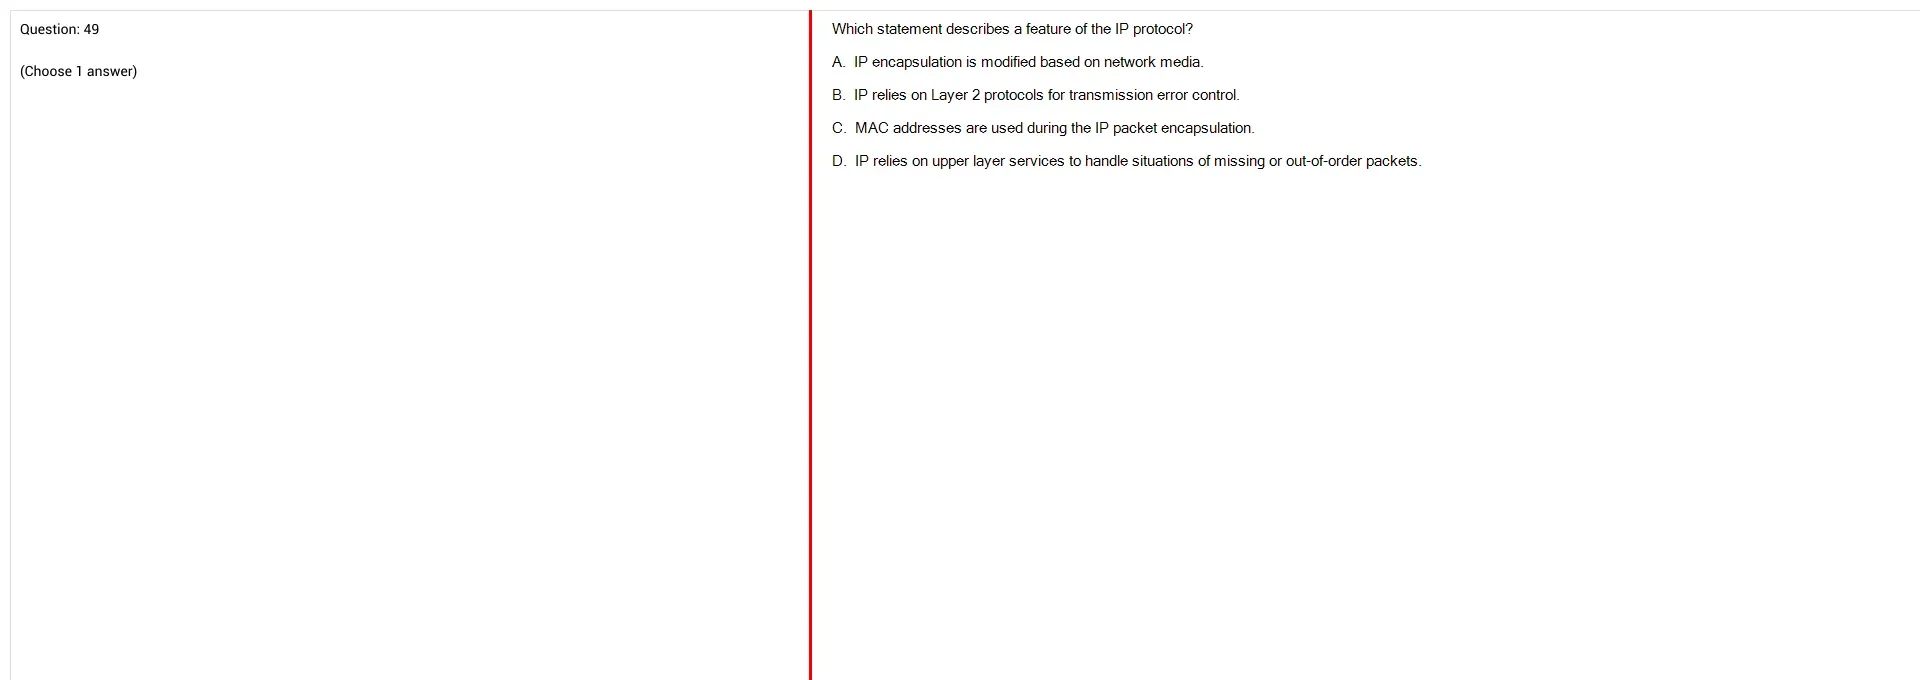 Question: 49
(Choose 1 answer)
Which statement describes a feature of the IP protocol?
A. IP encapsulation is modified based on network media.
B. IP relies on Layer 2 protocols for transmission error control.
C. MAC addresses are used during the IP packet encapsulation.
D. IP relies on upper layer services to handle situations of missing or out-of-order packets.